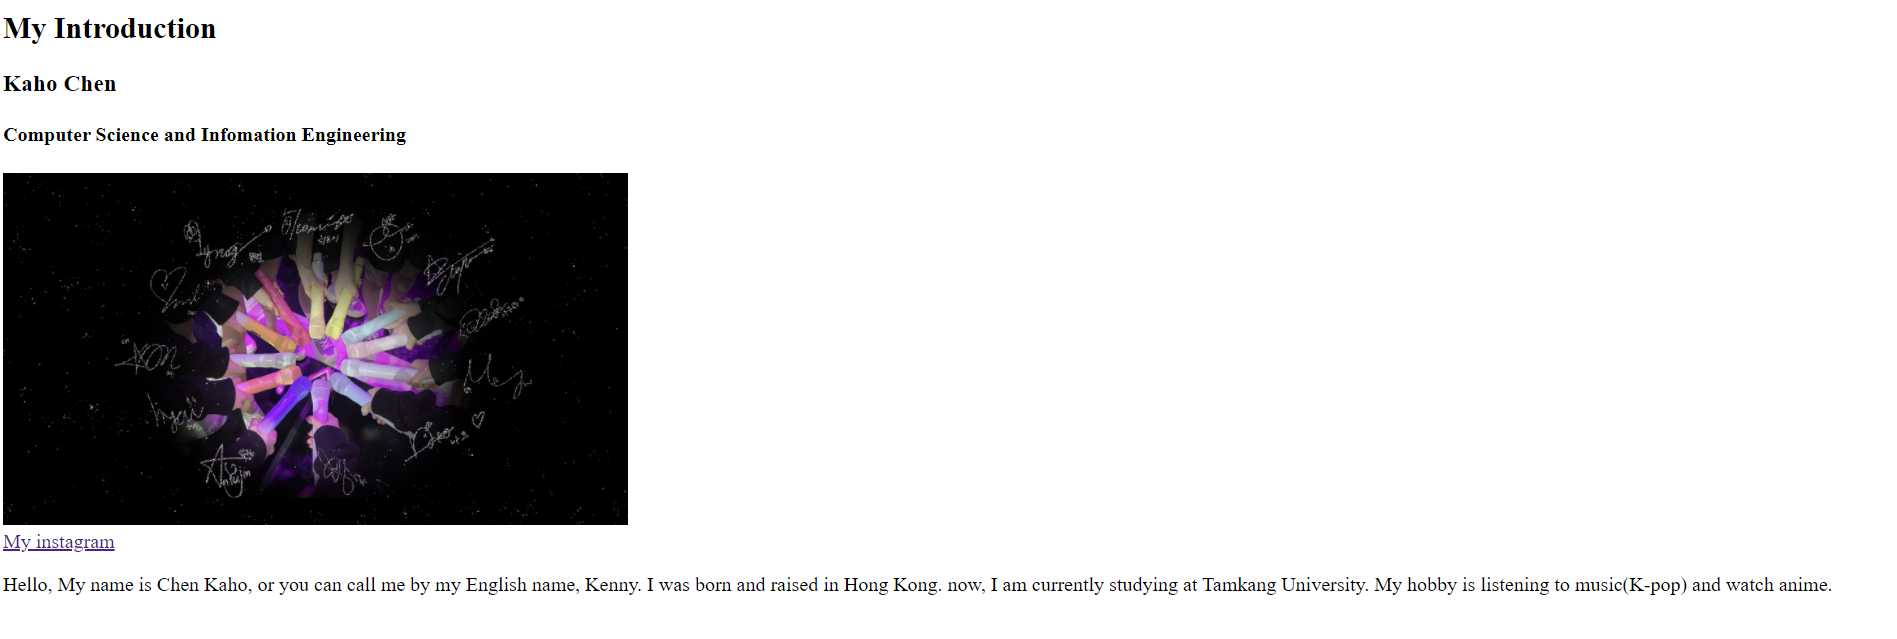 My Introduction
Kaho Chen
Computer Science and Infomation Engineering
My instagram
Hello, My name is Chen Kaho, or you can call me by my English name, Kenny. I was born and raised in Hong Kong. now, I am currently studying at Tamkang University. My hobby is listening to music(K-pop) and watch anime.